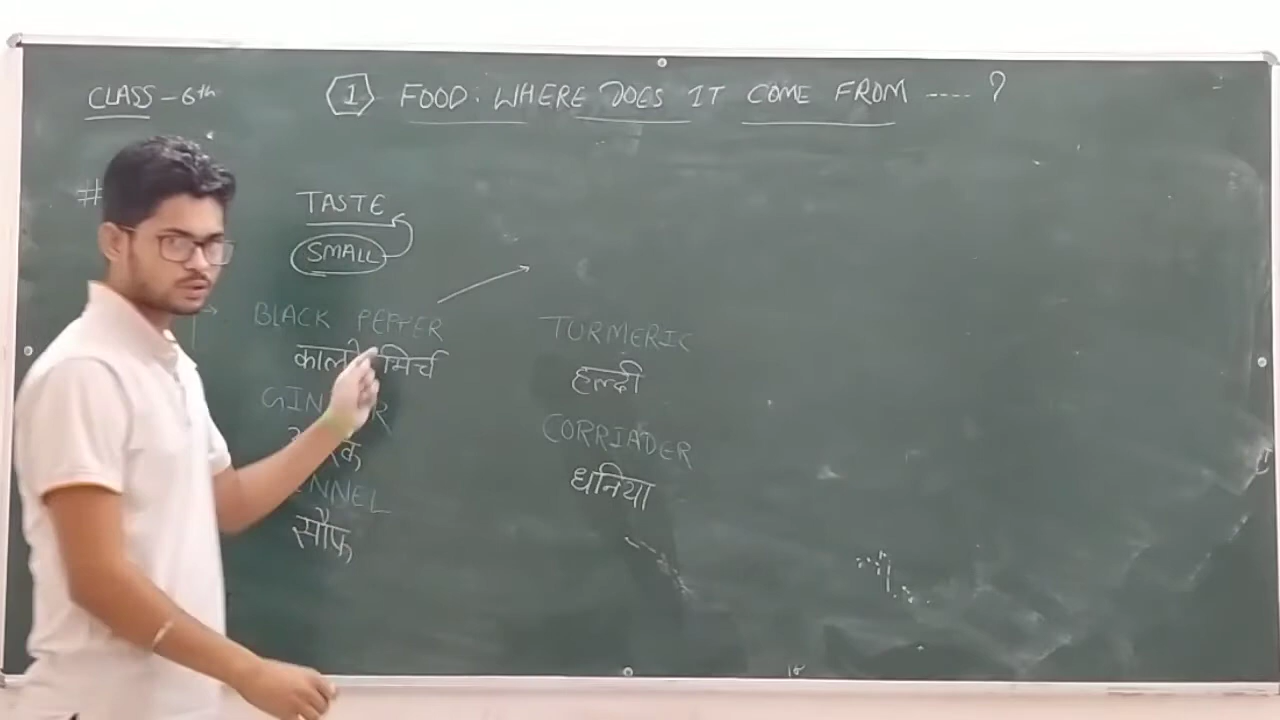 CLASS - 6th
1 FOOD: WHERE DOES IT COME FROM ---- ?
#
TASTE
SMALL
BLACK PEPPER
मिर्च
सौंफ
TURMERIC
हल्दी
CORRIADER
धनिया